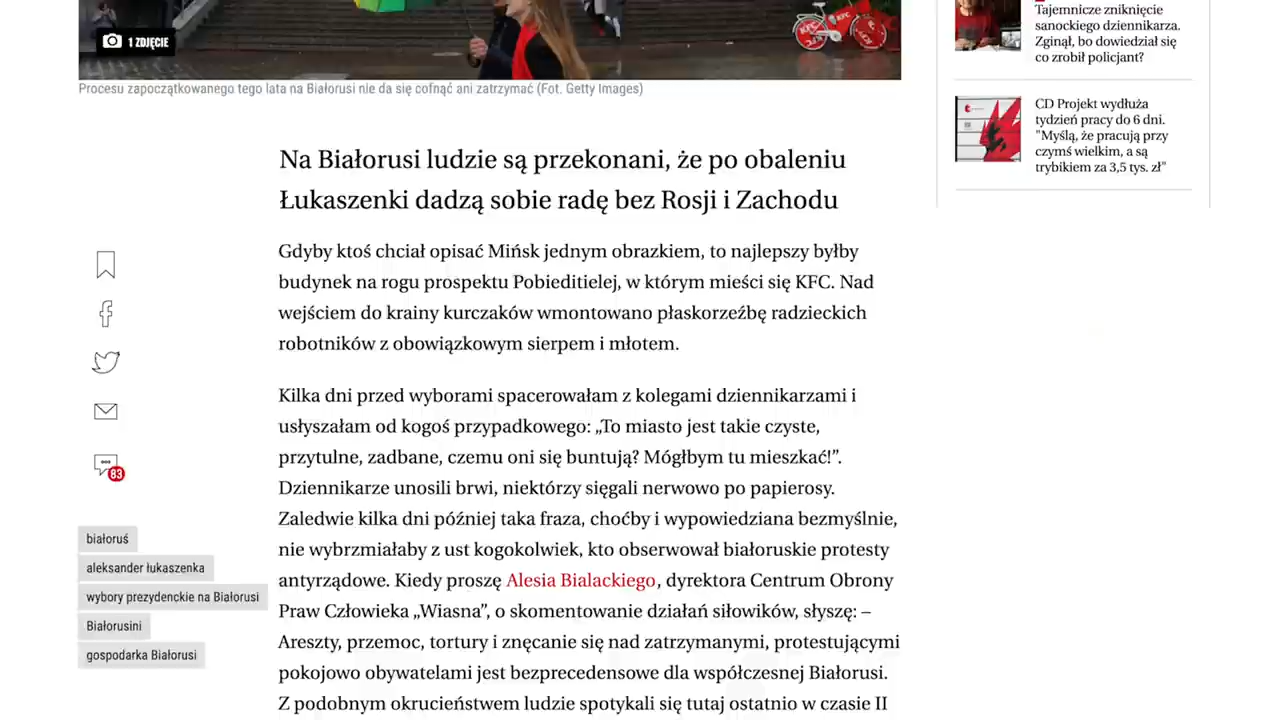 1 ZDJĘCIE
KFC
KFC
Procesu zapoczątkowanego tego lata na Białorusi nie da się cofnąć ani zatrzymać (Fot. Getty Images)
Na Białorusi ludzie są przekonani, że po obaleniu
Łukaszenki dadzą sobie radę bez Rosji i Zachodu
Gdyby ktoś chciał opisać Mińsk jednym obrazkiem, to najlepszy byłby
budynek na rogu prospektu Pobieditielej, w którym mieści się KFC. Nad
wejściem do krainy kurczaków wmontowano płaskorzeźbę radzieckich
robotników z obowiązkowym sierpem i młotem.
Kilka dni przed wyborami spacerowałam z kolegami dziennikarzami i
usłyszałam od kogoś przypadkowego: „To miasto jest takie czyste,
przytulne, zadbane, czemu oni się buntują? Mógłbym tu mieszkać!”.
Dziennikarze unosili brwi, niektórzy sięgali nerwowo po papierosy.
Zaledwie kilka dni później taka fraza, choćby i wypowiedziana bezmyślnie,
nie wybrzmiałaby z ust kogokolwiek, kto obserwował białoruskie protesty
antyrządowe. Kiedy proszę Alesia Bialackiego, dyrektora Centrum Obrony
Praw Człowieka „Wiasna”, o skomentowanie działań siłowików, słyszę: –
Areszty, przemoc, tortury i znęcanie się nad zatrzymanymi, protestującymi
pokojowo obywatelami jest bezprecedensowe dla współczesnej Białorusi.
Z podobnym okrucieństwem ludzie spotykali się tutaj ostatnio w czasie II
83
białoruś
aleksander łukaszenka
wybory prezydenckie na Białorusi
Białorusini
gospodarka Białorusi
Tajemnicze zniknięcie
sanockiego dziennikarza.
Zginął, bo dowiedział się
co zrobił policjant?
CD Projekt wydłuża
tydzień pracy do 6 dni.
"Myślą, że pracują przy
czymś wielkim, a są
trybikiem za 3,5 tys. zł"